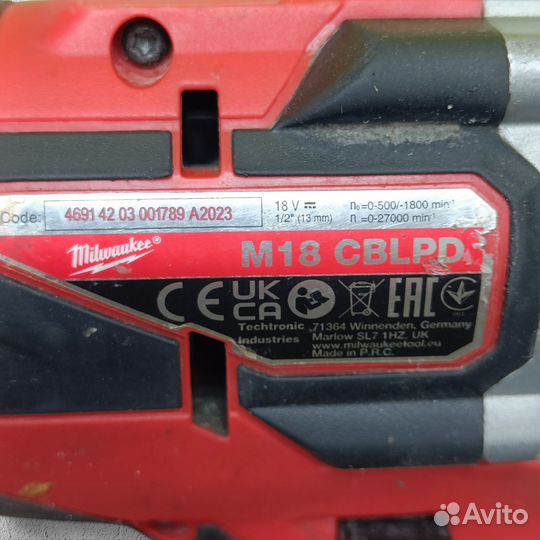 Code: 4691 42 03 001789 A2023
18 V
1/2" (13 mm)
n₀=0-500/-1800 min⁻¹
n =0-27000 min⁻¹
Milwaukee
M18 CBLPD
CE UK CA EAC
Techtronic
Industries
,71364 Winnenden, Germany
Marlow SL7 1HZ, UK
www.milwaukeetool.eu
Made in P.R.C.
Avito